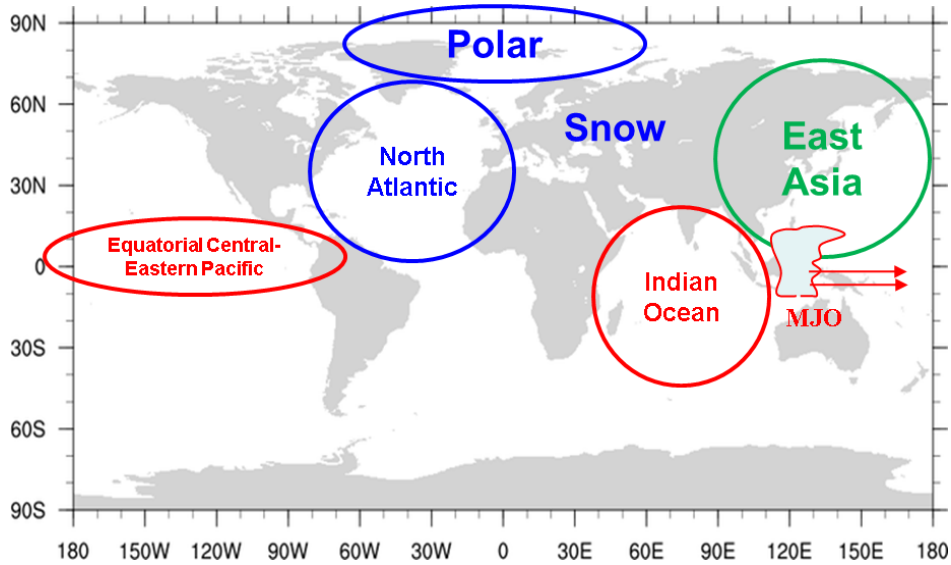 90N
Polar
60N
Snow
East
Asia
North
Atlantic
30N
Equatorial Central-
Eastern Pacific
0
Indian
Ocean
MJO
30S
60S
90S
180 150W 120W 90W 60W 30W 0 30E 60E 90E 120E 150E 180